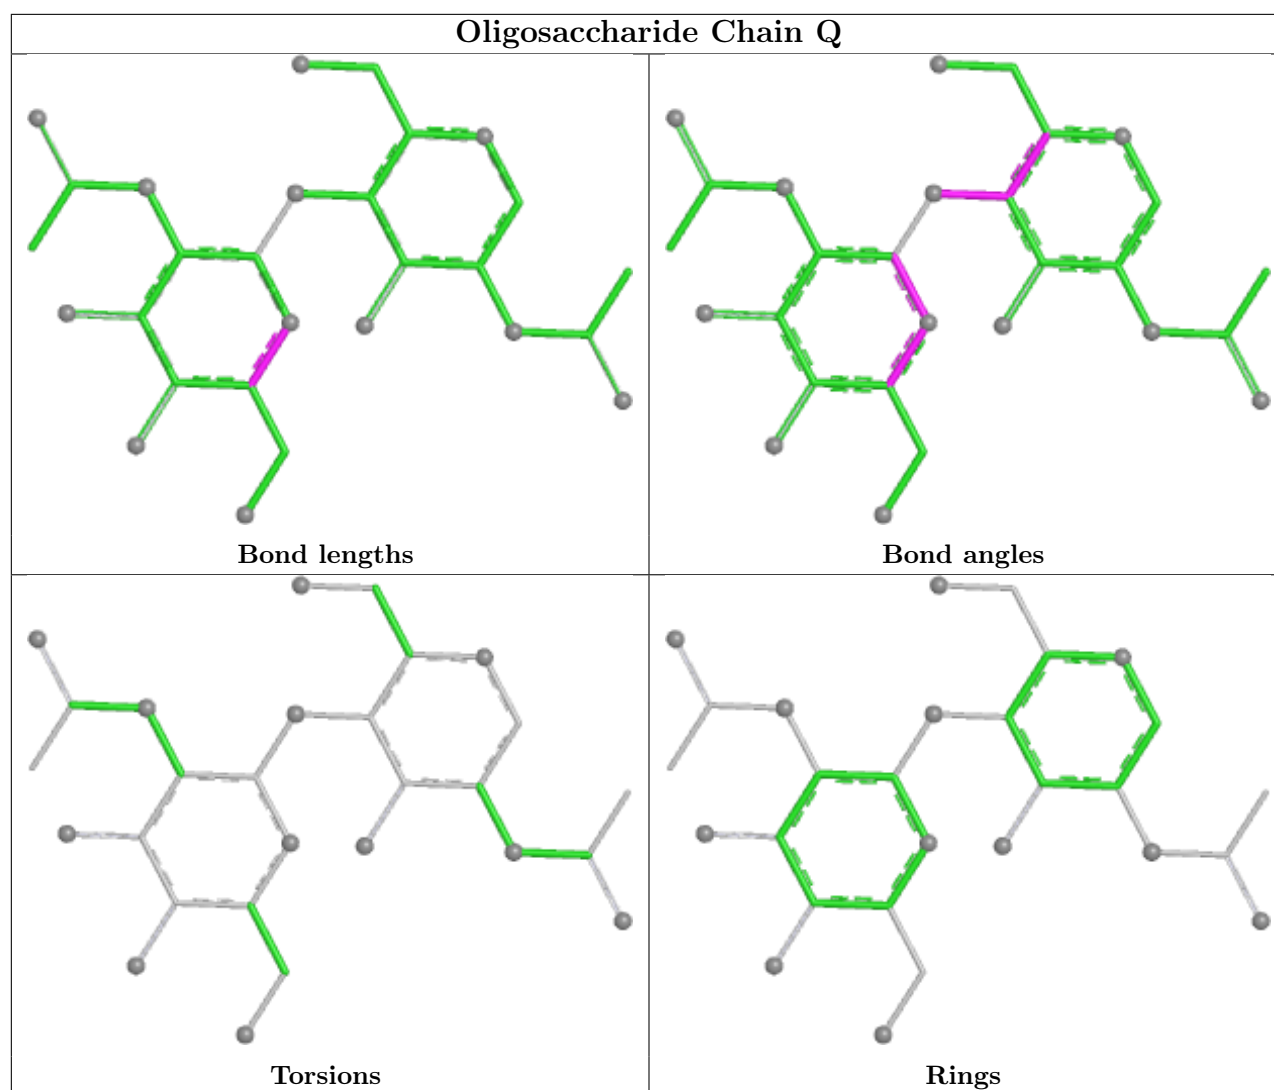 Oligosaccharide Chain Q
Bond lengths
Bond angles
Torsions
Rings